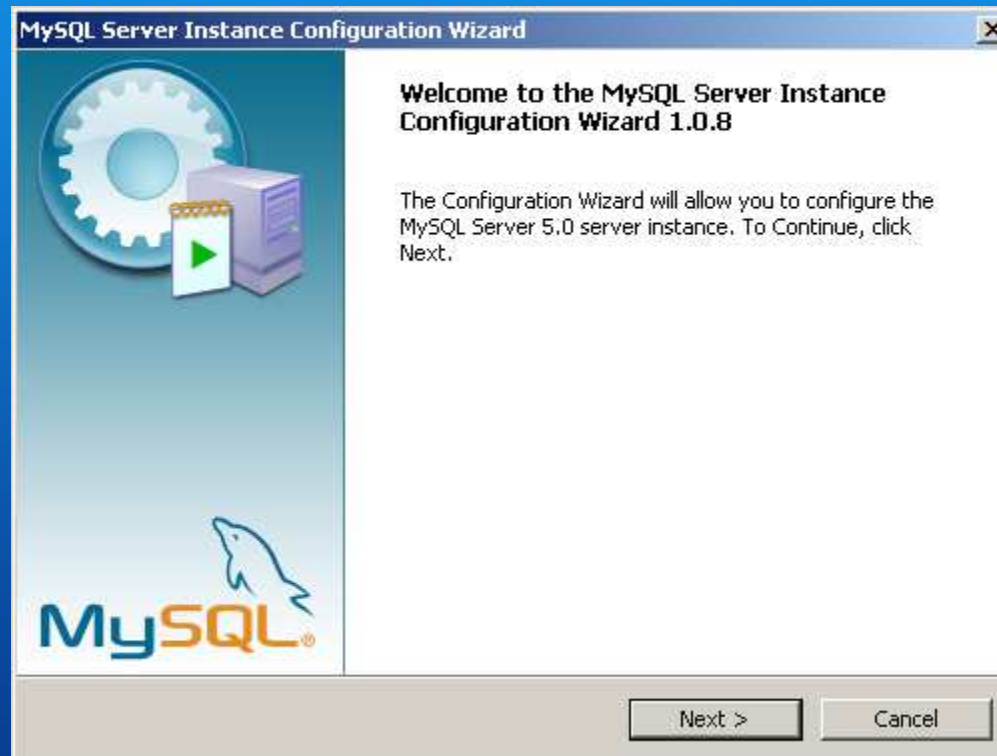 MySQL Server Instance Configuration Wizard
Welcome to the MySQL Server Instance
Configuration Wizard 1.0.8
The Configuration Wizard will allow you to configure the
MySQL Server 5.0 server instance. To Continue, click
Next.
MySQL®
Next >
Cancel